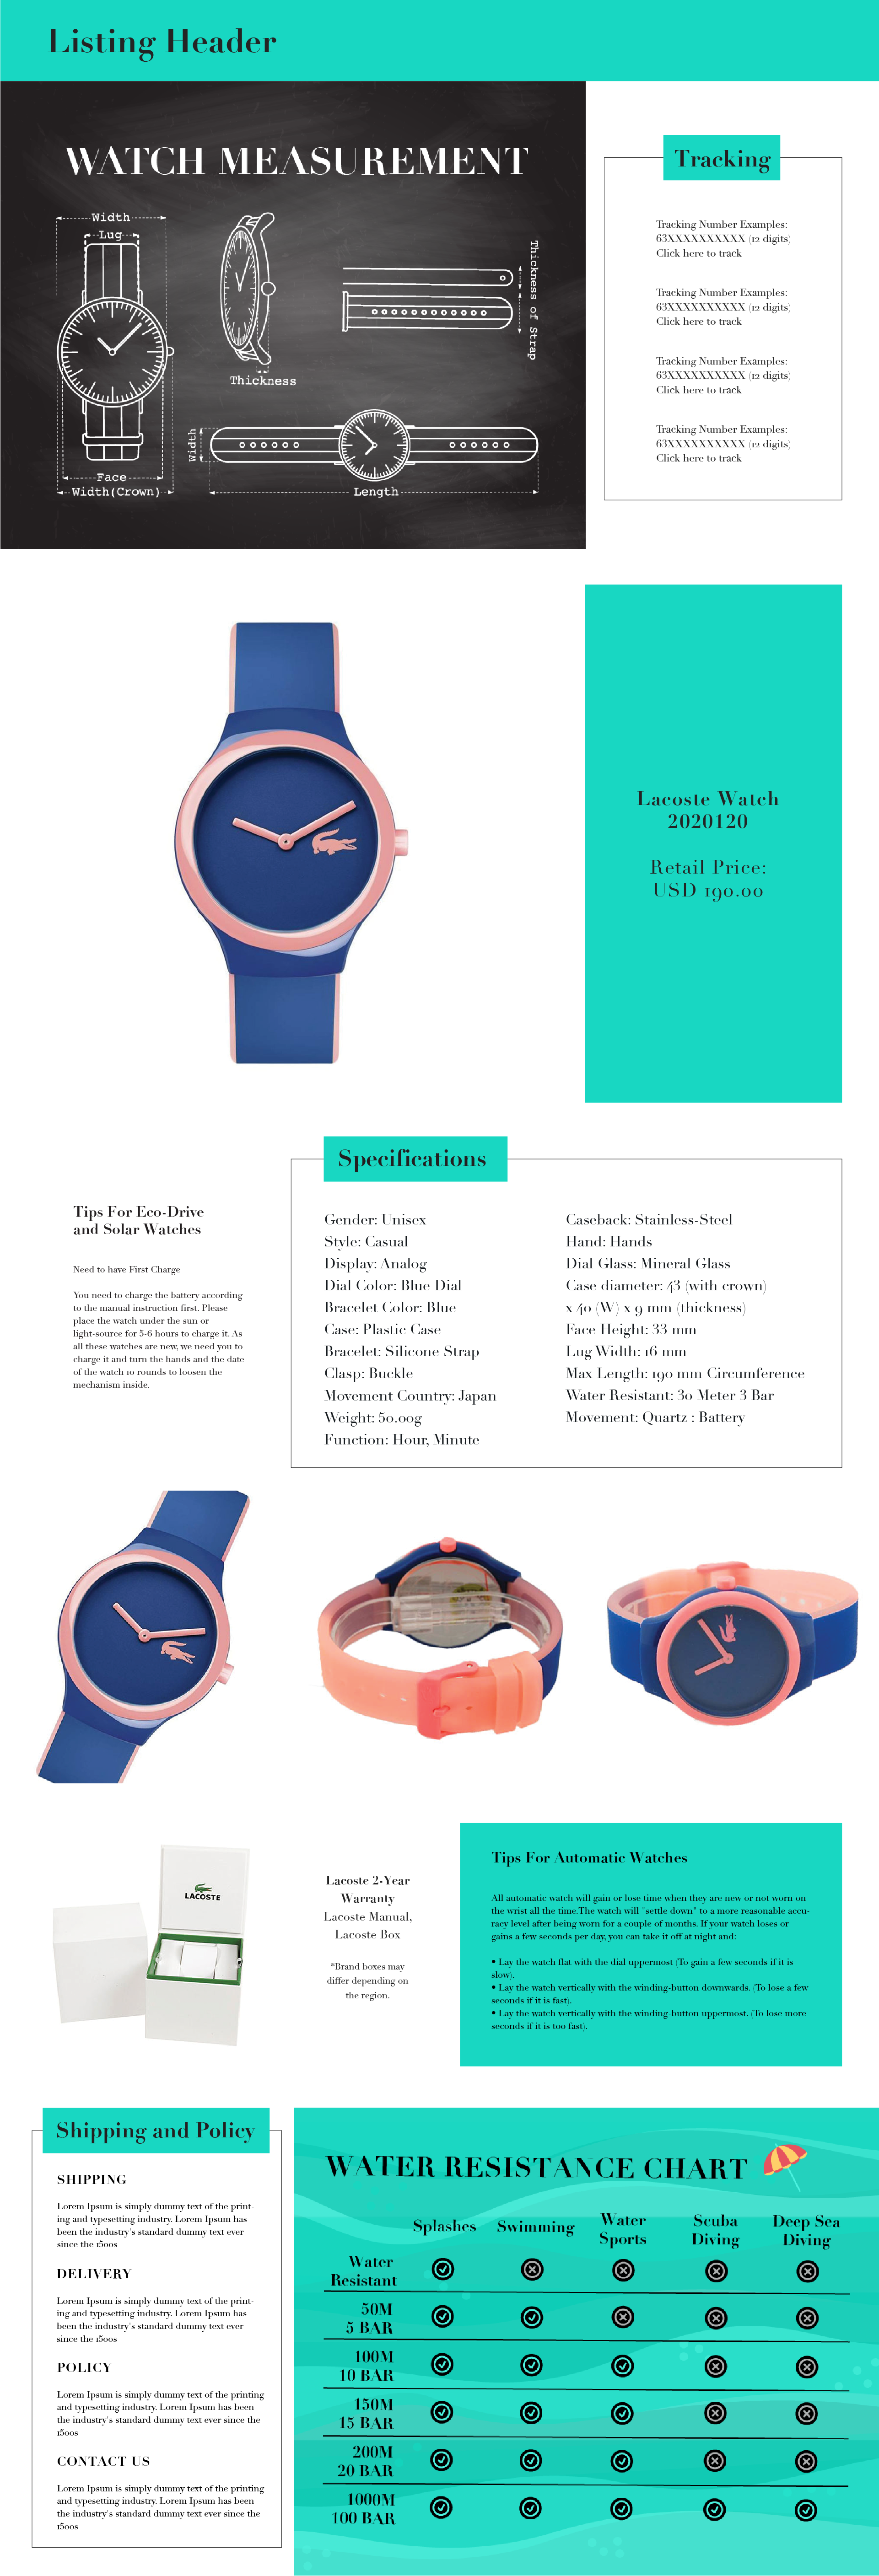 Listing Header
WATCH MEASUREMENT
Width
Lug
Thickness
Face
Width(Crown)
Thickness of Strap
Width
Length
Tracking
Tracking Number Examples:
63XXXXXXXXXX (12 digits)
Click here to track
Tracking Number Examples:
63XXXXXXXXXX (12 digits)
Click here to track
Tracking Number Examples:
63XXXXXXXXXX (12 digits)
Click here to track
Tracking Number Examples:
63XXXXXXXXXX (12 digits)
Click here to track
Lacoste Watch
2020120
Retail Price:
USD 190.00
Tips For Eco-Drive
and Solar Watches
Need to have First Charge
You need to charge the battery according
to the manual instruction first. Please
place the watch under the sun or
light-source for 5-6 hours to charge it. As
all these watches are new, we need you to
charge it and turn the hands and the date
of the watch 10 rounds to loosen the
mechanism inside.
Specifications
Gender: Unisex
Style: Casual
Display: Analog
Dial Color: Blue Dial
Bracelet Color: Blue
Case: Plastic Case
Bracelet: Silicone Strap
Clasp: Buckle
Movement Country: Japan
Weight: 50.00g
Function: Hour, Minute
Caseback: Stainless-Steel
Hand: Hands
Dial Glass: Mineral Glass
Case diameter: 43 (with crown)
x 40 (W) x 9 mm (thickness)
Face Height: 33 mm
Lug Width: 16 mm
Max Length: 190 mm Circumference
Water Resistant: 30 Meter 3 Bar
Movement: Quartz : Battery
LACOSTE
Lacoste 2-Year
Warranty
Lacoste Manual,
Lacoste Box
*Brand boxes may
differ depending on
the region.
Tips For Automatic Watches
All automatic watch will gain or lose time when they are new or not worn on
the wrist all the time.The watch will "settle down" to a more reasonable accu-
racy level after being worn for a couple of months. If your watch loses or
gains a few seconds per day, you can take it off at night and:
• Lay the watch flat with the dial uppermost (To gain a few seconds if it is
slow).
• Lay the watch vertically with the winding-button downwards. (To lose a few
seconds if it is fast).
• Lay the watch vertically with the winding-button uppermost. (To lose more
seconds if it is too fast).
Shipping and Policy
SHIPPING
Lorem Ipsum is simply dummy text of the print-
ing and typesetting industry. Lorem Ipsum has
been the industry's standard dummy text ever
since the 1500s
DELIVERY
Lorem Ipsum is simply dummy text of the print-
ing and typesetting industry. Lorem Ipsum has
been the industry's standard dummy text ever
since the 1500s
POLICY
Lorem Ipsum is simply dummy text of the printing
and typesetting industry. Lorem Ipsum has been
the industry's standard dummy text ever since the
1500s
CONTACT US
Lorem Ipsum is simply dummy text of the printing
and typesetting industry. Lorem Ipsum has been
the industry's standard dummy text ever since the
1500s
WATER RESISTANCE CHART
Splashes Swimming Water Sports Scuba Diving Deep Sea Diving
Water
Resistant
50M
5 BAR
100M
10 BAR
150M
15 BAR
200M
20 BAR
1000M
100 BAR